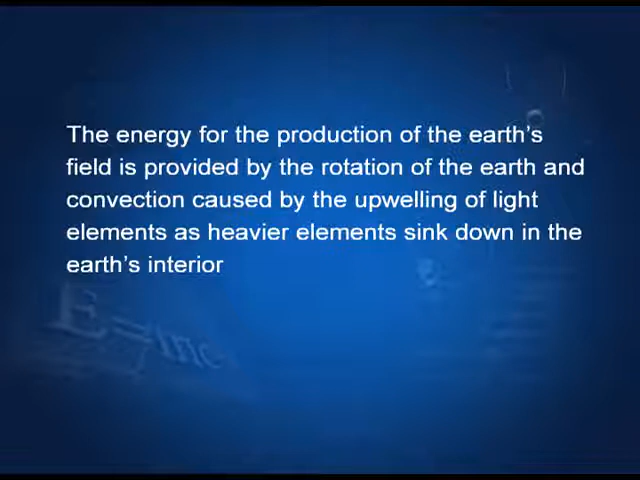 The energy for the production of the earth's
field is provided by the rotation of the earth and
convection caused by the upwelling of light
elements as heavier elements sink down in the
earth's interior
E=mc